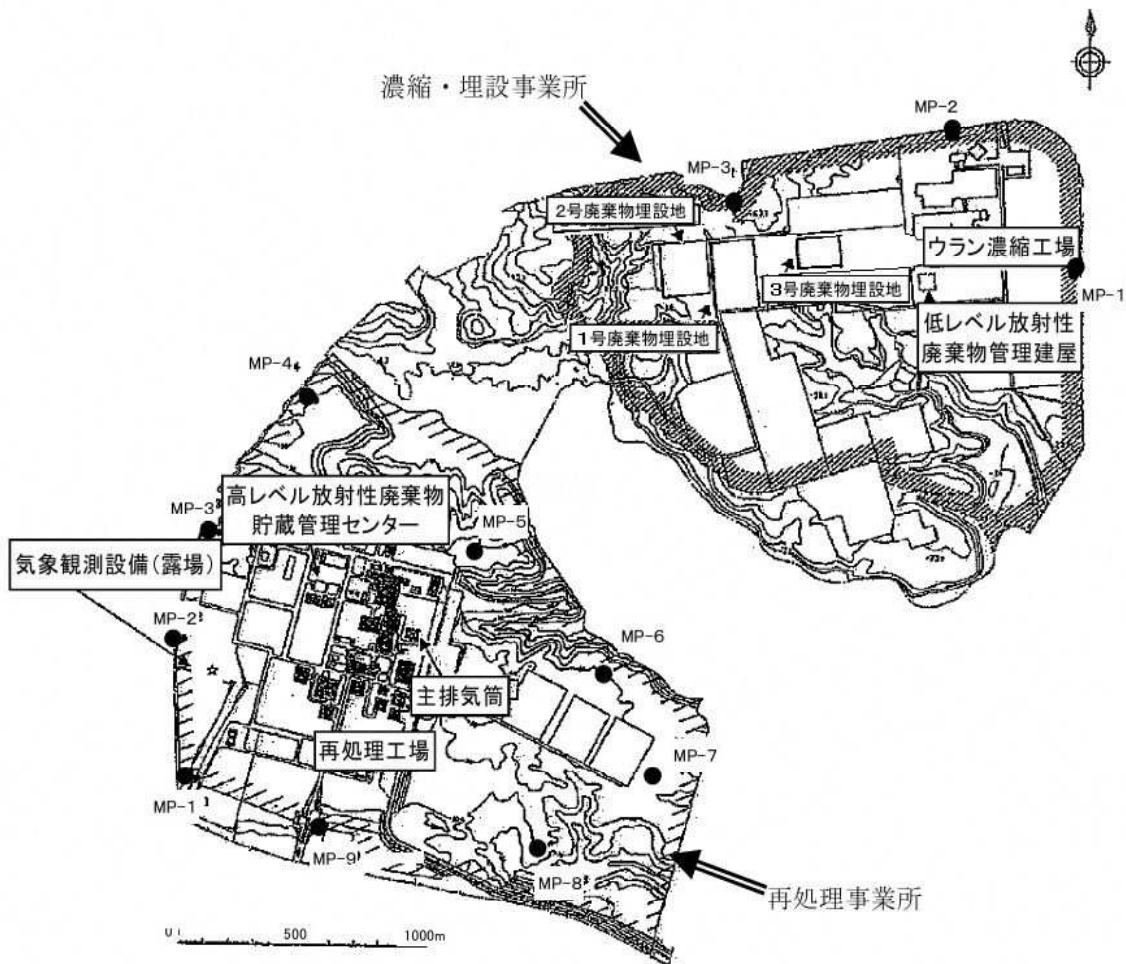 濃縮・埋設事業所
MP-2
MP-3
2号廃棄物埋設地
ウラン濃縮工場
3号廃棄物埋設地
MP-1
1号廃棄物埋設地
低レベル放射性
廃棄物管理建屋
MP-4
高レベル放射性廃棄物
貯蔵管理センター
MP-3
MP-5
気象観測設備(露場)
MP-2
MP-6
主排気筒
再処理工場
MP-7
MP-1
MP-9
MP-8
再処理事業所
0 500 1000m